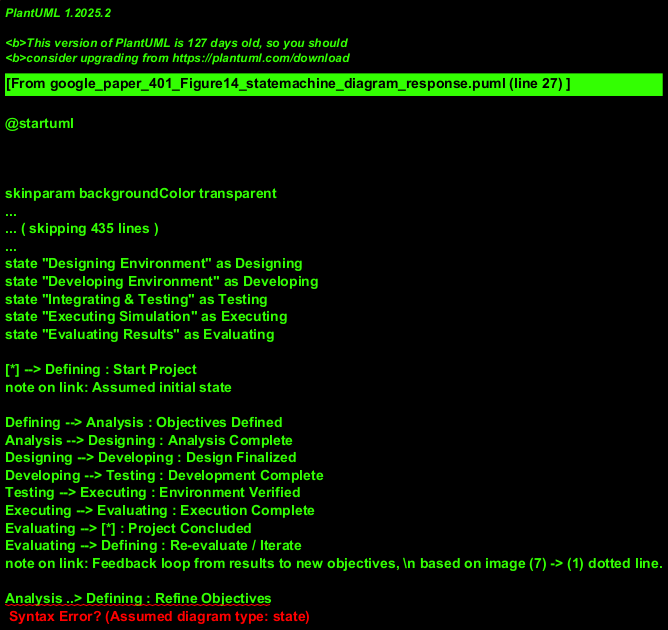 PlantUML 1.2025.2
<b>This version of PlantUML is 127 days old, so you should
<b>consider upgrading from https://plantuml.com/download
[From google_paper_401_Figure14_statemachine_diagram_response.puml (line 27) ]
@startuml
skinparam backgroundColor transparent
...
... ( skipping 435 lines )
...
state "Designing Environment" as Designing
state "Developing Environment" as Developing
state "Integrating & Testing" as Testing
state "Executing Simulation" as Executing
state "Evaluating Results" as Evaluating
[*] --> Defining : Start Project
note on link: Assumed initial state
Defining --> Analysis : Objectives Defined
Analysis --> Designing : Analysis Complete
Designing --> Developing : Design Finalized
Developing --> Testing : Development Complete
Testing --> Executing : Environment Verified
Executing --> Evaluating : Execution Complete
Evaluating --> [*] : Project Concluded
Evaluating --> Defining : Re-evaluate / Iterate
note on link: Feedback loop from results to new objectives, \n based on image (7) -> (1) dotted line.
Analysis ..> Defining : Refine Objectives
Syntax Error? (Assumed diagram type: state)